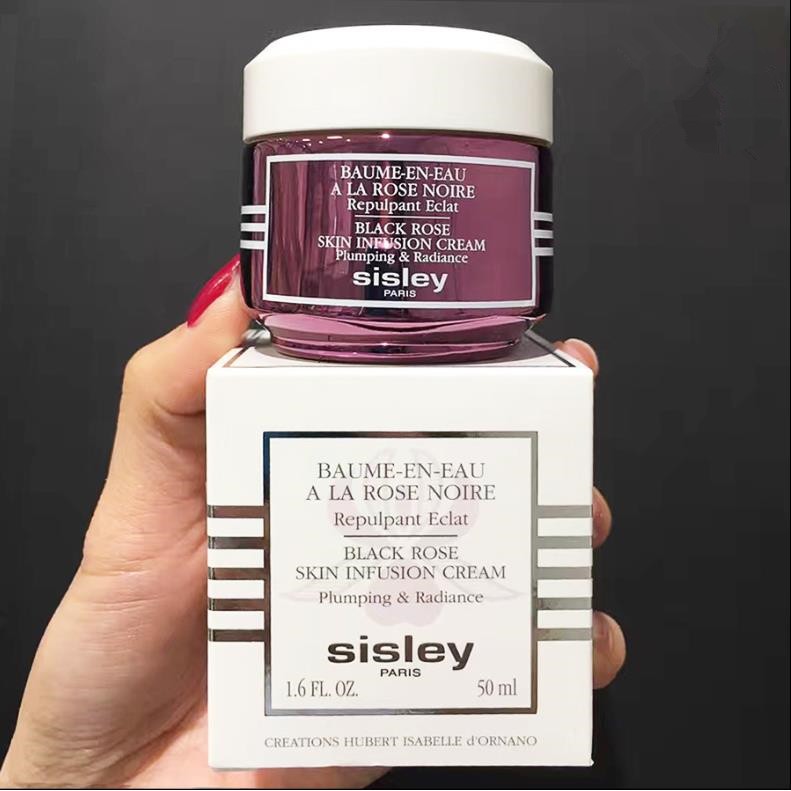 BAUME-EN-EAU
A LA ROSE NOIRE
Repulpant Eclat
BLACK ROSE
SKIN INFUSION CREAM
Plumping & Radiance
sisley
PARIS
BAUME-EN-EAU
A LA ROSE NOIRE
Repulpant Eclat
BLACK ROSE
SKIN INFUSION CREAM
Plumping & Radiance
sisley
PARIS
1.6 FL. OZ. 50 ml
CREATIONS HUBERT ISABELLE d'ORNANO